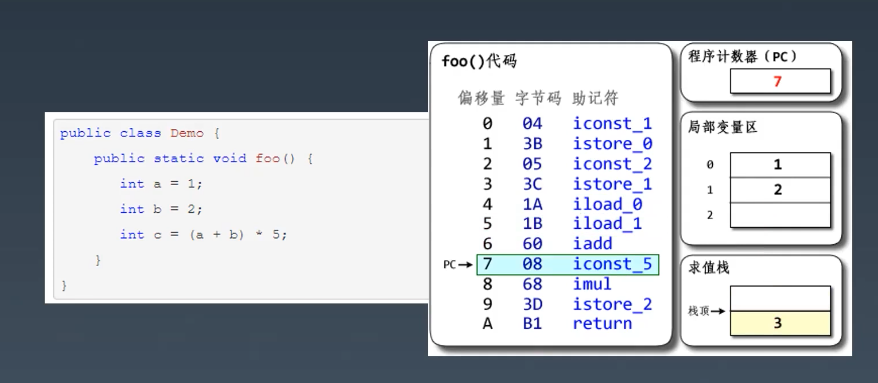 public class Demo {
public static void foo() {
int a = 1;
int b = 2;
int c = (a + b) * 5;
}
}
foo()代码
偏移量 字节码 助记符
0 04 iconst_1
1 3B istore_0
2 05 iconst_2
3 3C istore_1
4 1A iload_0
5 1B iload_1
6 60 iadd
PC→ 7 08 iconst_5
8 68 imul
9 3D istore_2
A B1 return
程序计数器（PC）
7
局部变量区
0 1
1 2
2
求值栈
栈顶→
3